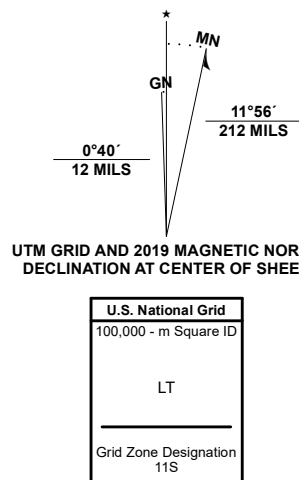 ★
MN
GN
11°56´
212 MILS
0°40´
12 MILS
UTM GRID AND 2019 MAGNETIC NOR
DECLINATION AT CENTER OF SHEE
U.S. National Grid
100,000 - m Square ID
LT
Grid Zone Designation
11S